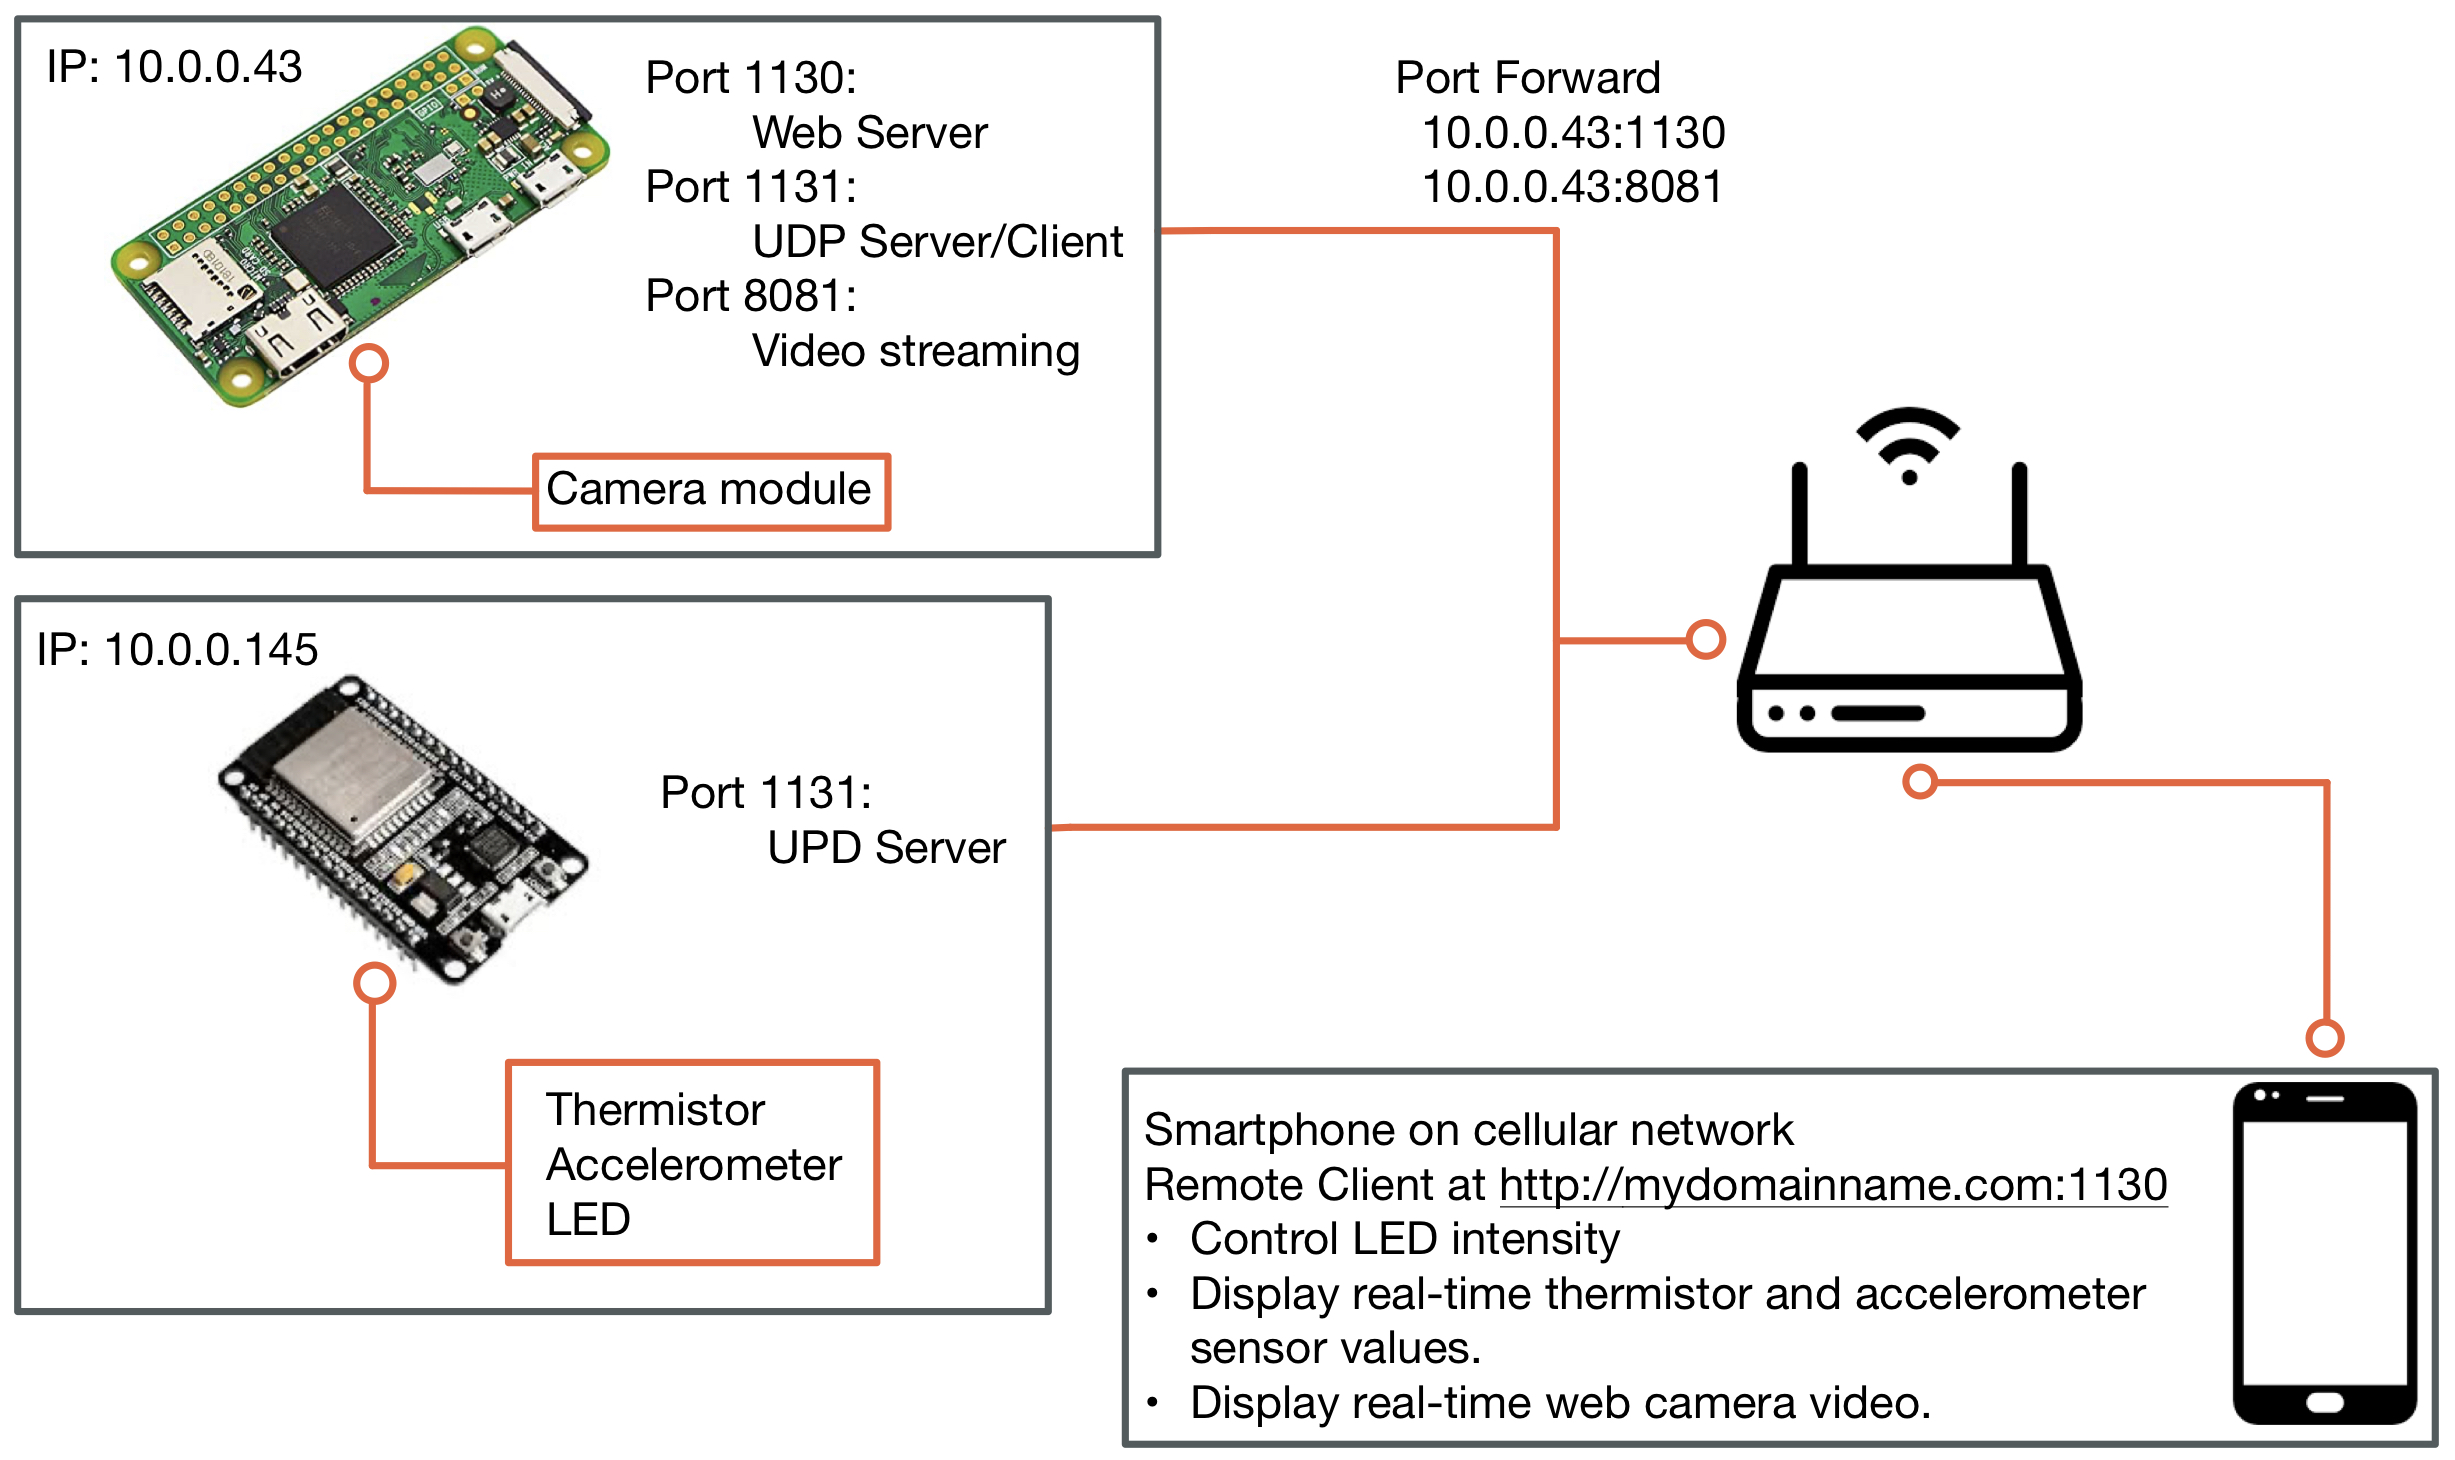 IP: 10.0.0.43
Port 1130:
Web Server
Port 1131:
UDP Server/Client
Port 8081:
Video streaming
Camera module
Port Forward
10.0.0.43:1130
10.0.0.43:8081
IP: 10.0.0.145
Port 1131:
UPD Server
Thermistor
Accelerometer
LED
Smartphone on cellular network
Remote Client at http://mydomainname.com:1130
• Control LED intensity
• Display real-time thermistor and accelerometer
sensor values.
• Display real-time web camera video.